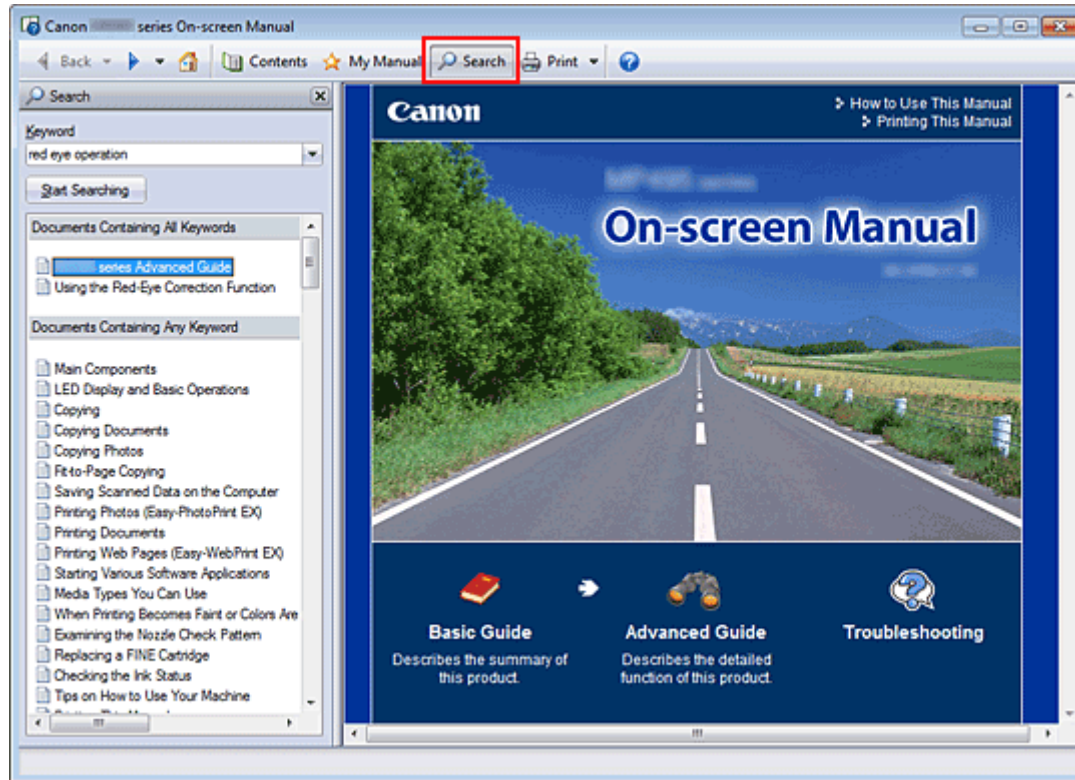 Canon series On-screen Manual
Back Contents My Manual Search Print
Search
Keyword
red eye operation
Start Searching
Documents Containing All Keywords
series Advanced Guide
Using the Red-Eye Correction Function
Documents Containing Any Keyword
Main Components
LED Display and Basic Operations
Copying
Copying Documents
Copying Photos
Fit-to-Page Copying
Saving Scanned Data on the Computer
Printing Photos (Easy-PhotoPrint EX)
Printing Documents
Printing Web Pages (Easy-WebPrint EX)
Starting Various Software Applications
Media Types You Can Use
When Printing Becomes Faint or Colors Are
Examining the Nozzle Check Pattern
Replacing a FINE Cartridge
Checking the Ink Status
Tips on How to Use Your Machine
Canon
How to Use This Manual
Printing This Manual
series
On-screen Manual
Basic Guide
Describes the summary of
this product.
Advanced Guide
Describes the detailed
function of this product.
Troubleshooting